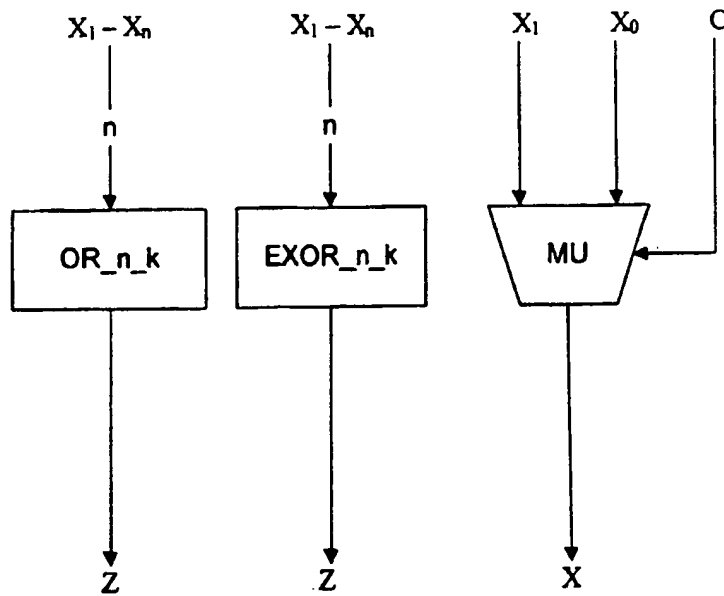 X₁ – Xₙ
X₁ – Xₙ
X₁
X₀
C
n
n
OR_n_k
EXOR_n_k
MU
Z
Z
X